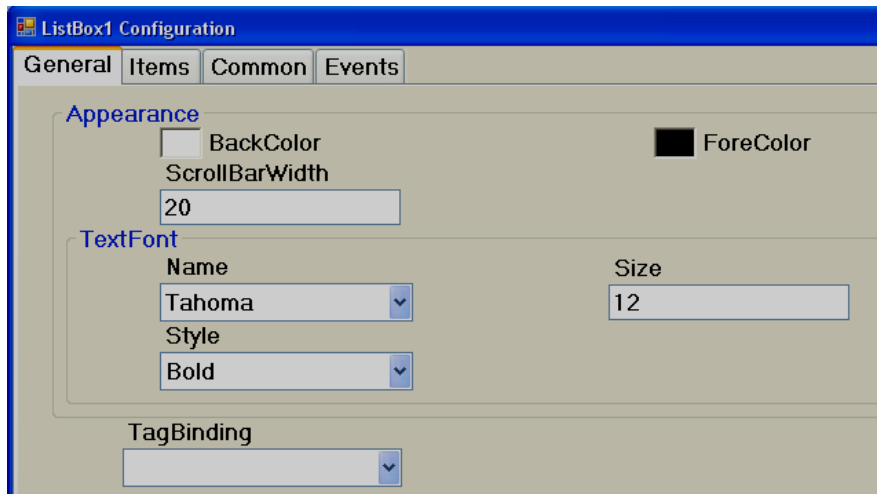 ListBox1 Configuration
General Items Common Events
Appearance
BackColor ForeColor
ScrollBarWidth
20
TextFont
Name Size
Tahoma 12
Style
Bold
TagBinding